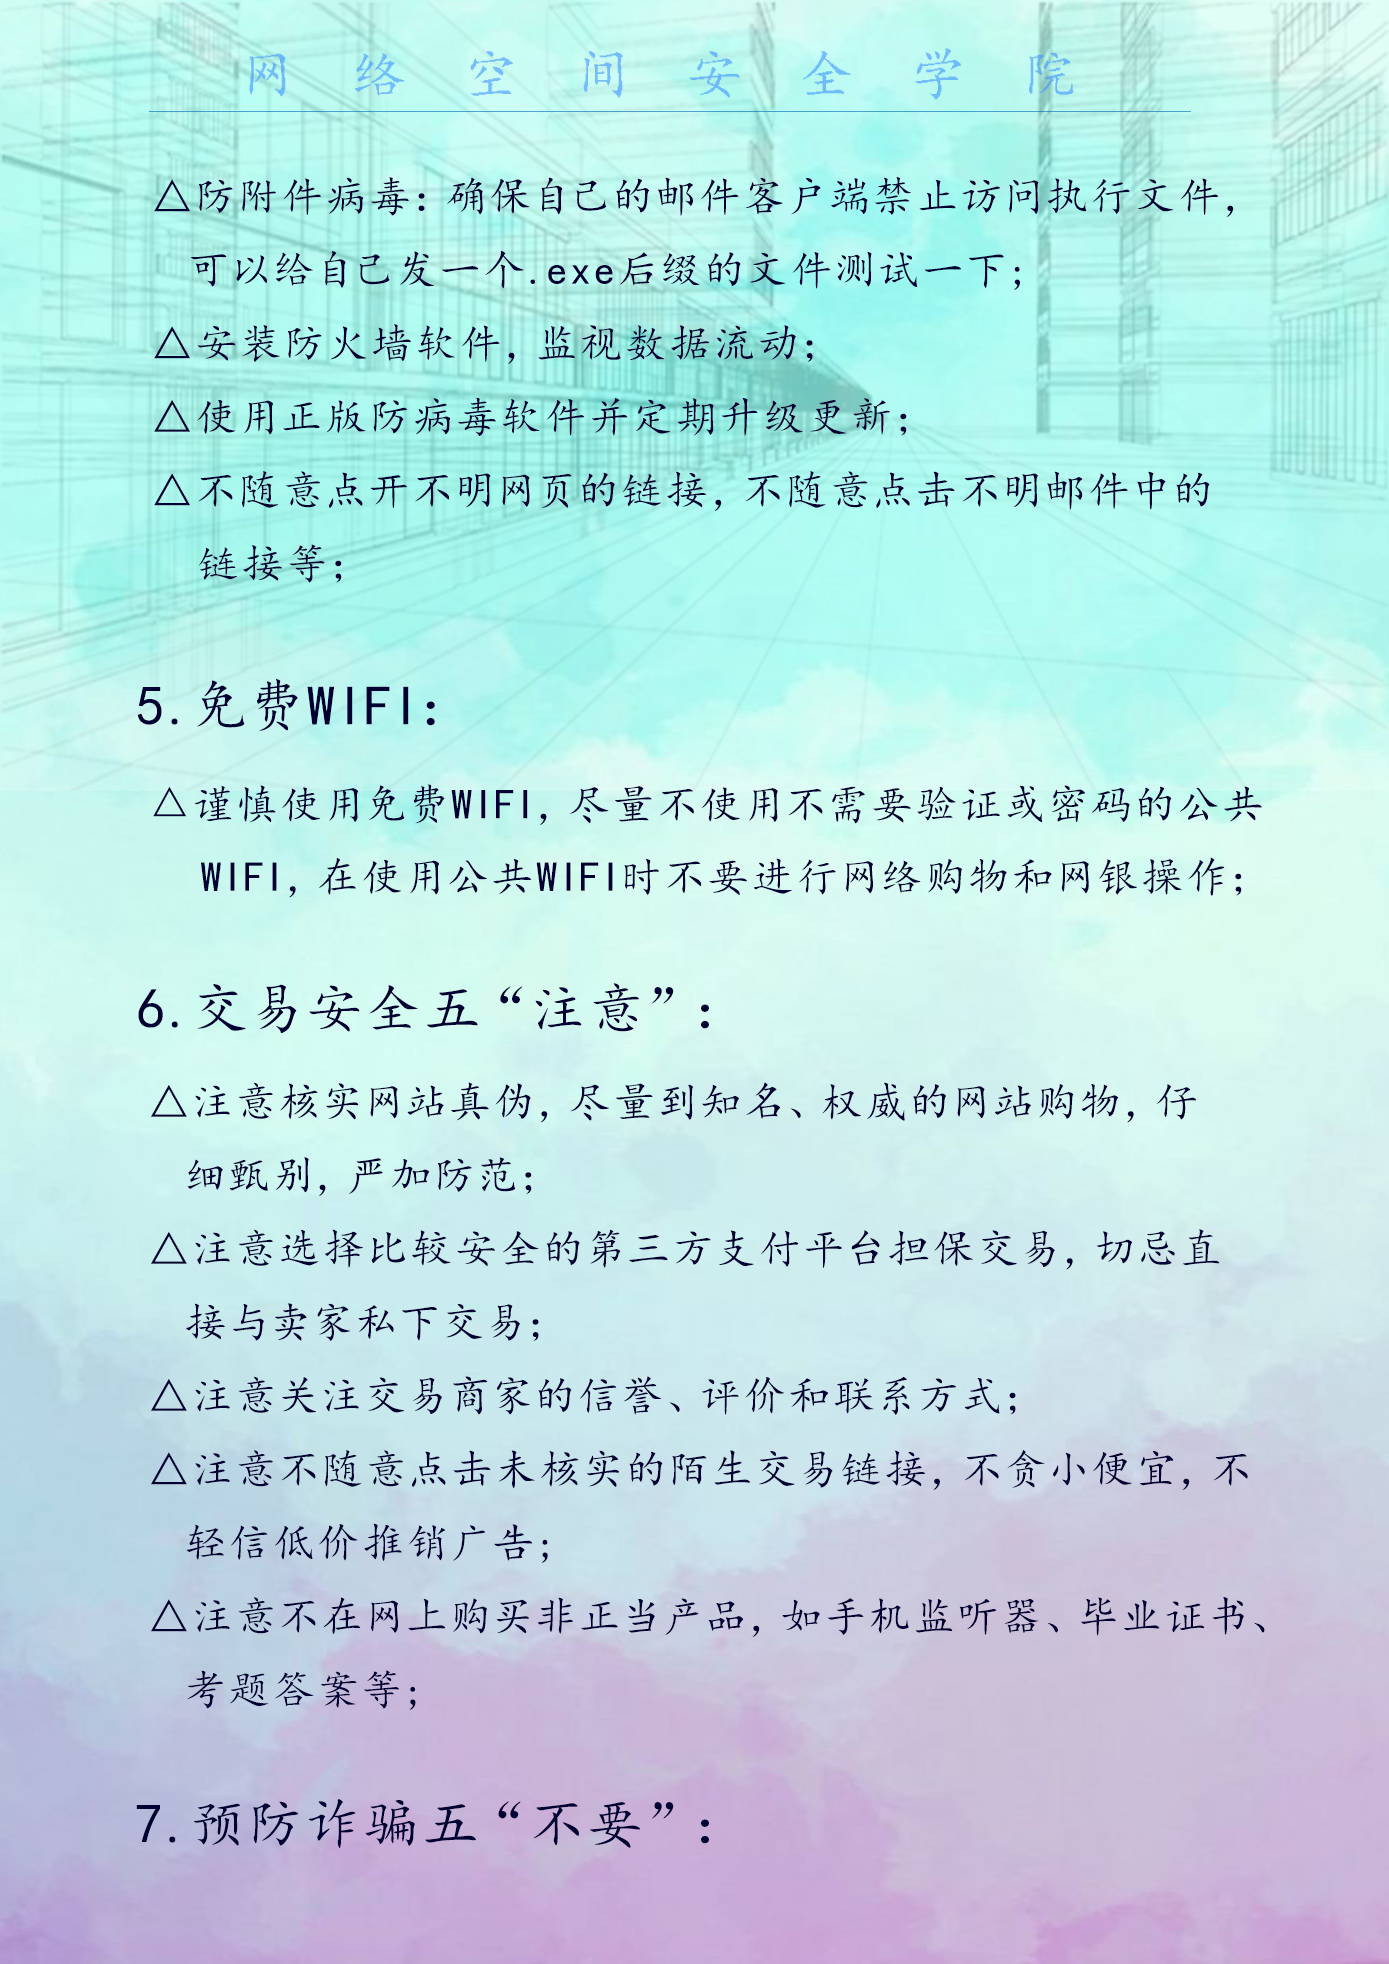 网络空间安全学院
△防附件病毒：确保自己的邮件客户端禁止访问执行文件，
可以给自己发一个.exe后缀的文件测试一下；
△安装防火墙软件，监视数据流动；
△使用正版防病毒软件并定期升级更新；
△不随意点开不明网页的链接，不随意点击不明邮件中的
链接等；
5.免费WIFI：
△谨慎使用免费WIFI，尽量不使用不需要验证或密码的公共
WIFI，在使用公共WIFI时不要进行网络购物和网银操作；
6.交易安全五“注意”：
△注意核实网站真伪，尽量到知名、权威的网站购物，仔
细甄别，严加防范；
△注意选择比较安全的第三方支付平台担保交易，切忌直
接与卖家私下交易；
△注意关注交易商家的信誉、评价和联系方式；
△注意不随意点击未核实的陌生交易链接，不贪小便宜，不
轻信低价推销广告；
△注意不在网上购买非正当产品，如手机监听器、毕业证书、
考题答案等；
7.预防诈骗五“不要”：